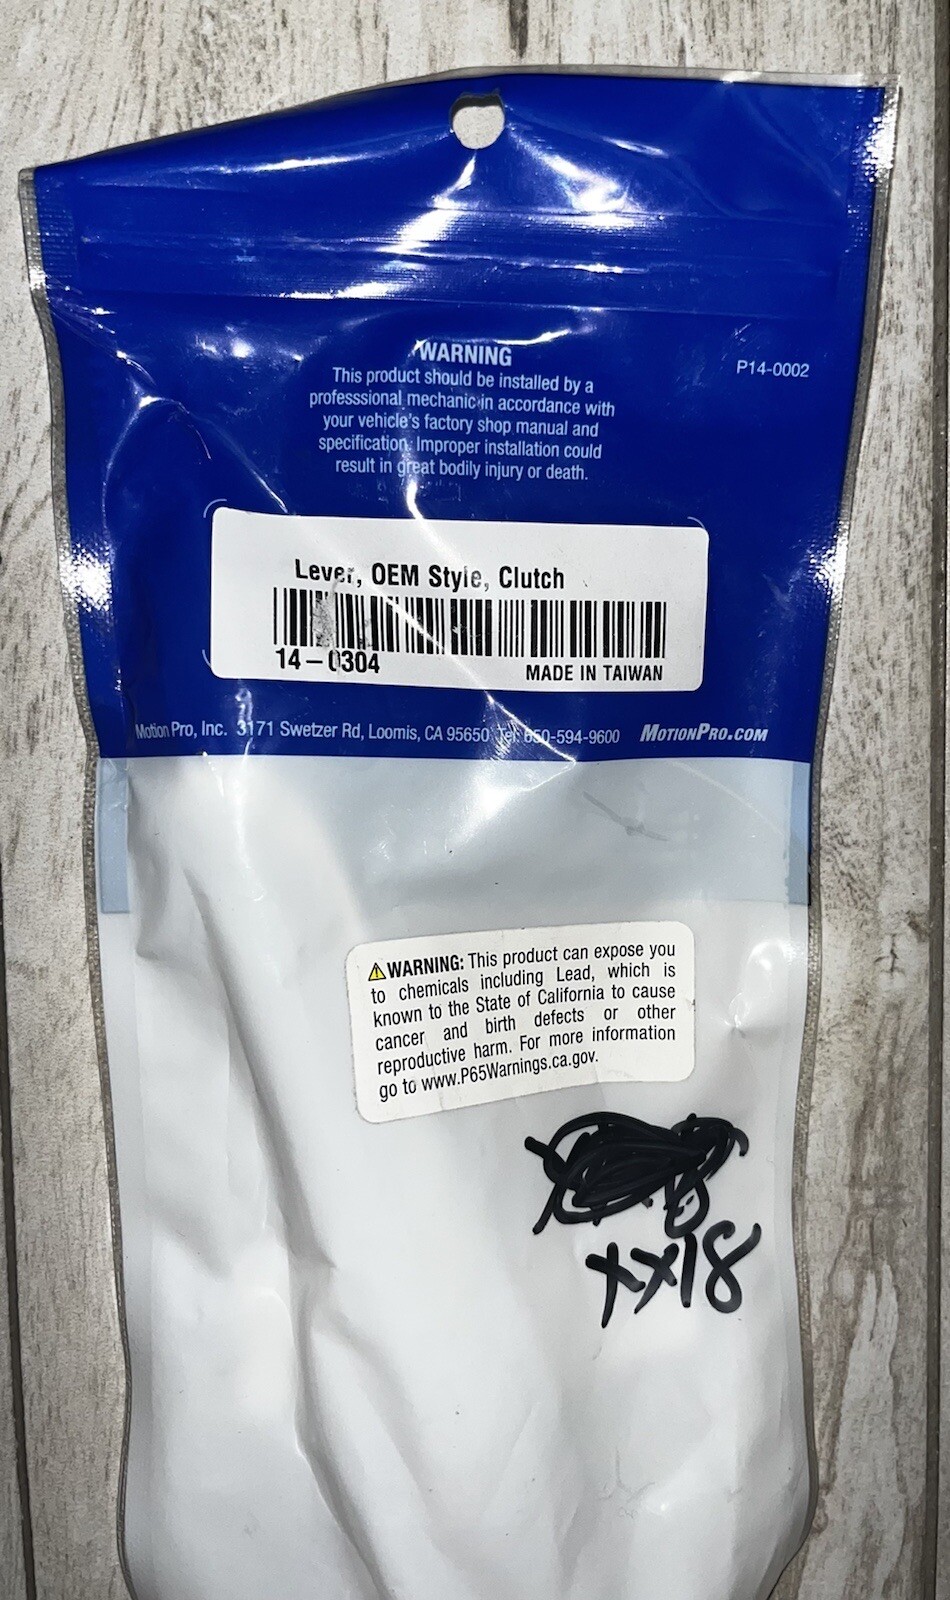 WARNING
This product should be installed by a
professsional mechanic in accordance with
your vehicle's factory shop manual and
specification. Improper installation could
result in great bodily injury or death.
P14-0002
Lever, OEM Style, Clutch
14-0304
MADE IN TAIWAN
Motion Pro, Inc. 3171 Swetzer Rd, Loomis, CA 95650 Tel: 650-594-9600 MOTIONPRO.COM
WARNING: This product can expose you
to chemicals including Lead, which is
known to the State of California to cause
cancer and birth defects or other
reproductive harm. For more information
go to www.P65Warnings.ca.gov.
xx18